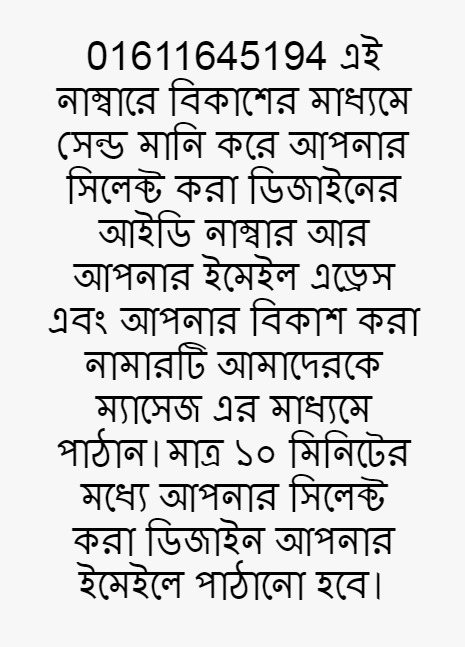 01611645194 এই
নাম্বারে বিকাশের মাধ্যমে
সেন্ড মানি করে আপনার
সিলেক্ট করা ডিজাইনের
আইডি নাম্বার আর
আপনার ইমেইল এড্রেস
এবং আপনার বিকাশ করা
নামারটি আমাদেরকে
ম্যাসেজ এর মাধ্যমে
পাঠান। মাত্র ১০ মিনিটের
মধ্যে আপনার সিলেক্ট
করা ডিজাইন আপনার
ইমেইলে পাঠানো হবে।